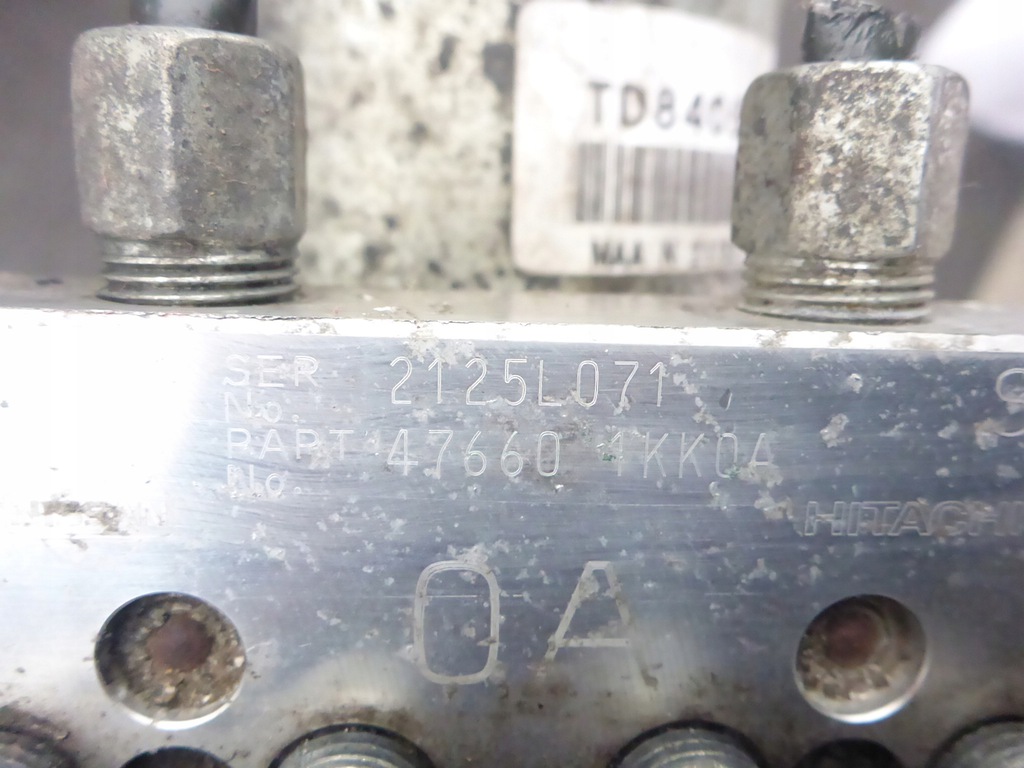 TD840
SER 2125L071
No.
PART 47660 1KK0A
No.
HITACHI
0A